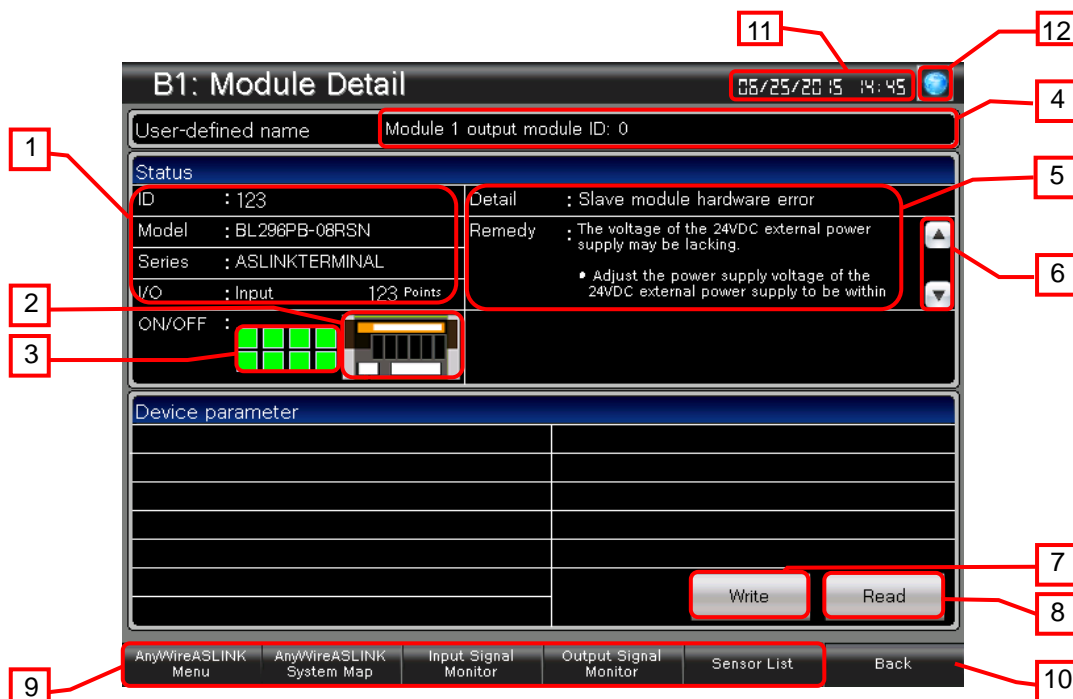 11
12
B1: Module Detail
06/25/2015 14:45
4
User-defined name
Module 1 output module ID: 0
1
Status
5
ID : 123
Detail : Slave module hardware error
Model : BL296PB-08RSN
Remedy : The voltage of the 24VDC external power
supply may be lacking.
Series : ASLINKTERMINAL
6
• Adjust the power supply voltage of the
24VDC external power supply to be within
I/O : Input 123 Points
2
ON/OFF :
3
Device parameter
7
Write
Read
8
AnyWireASLINK
Menu
AnyWireASLINK
System Map
Input Signal
Monitor
Output Signal
Monitor
Sensor List
Back
9
10